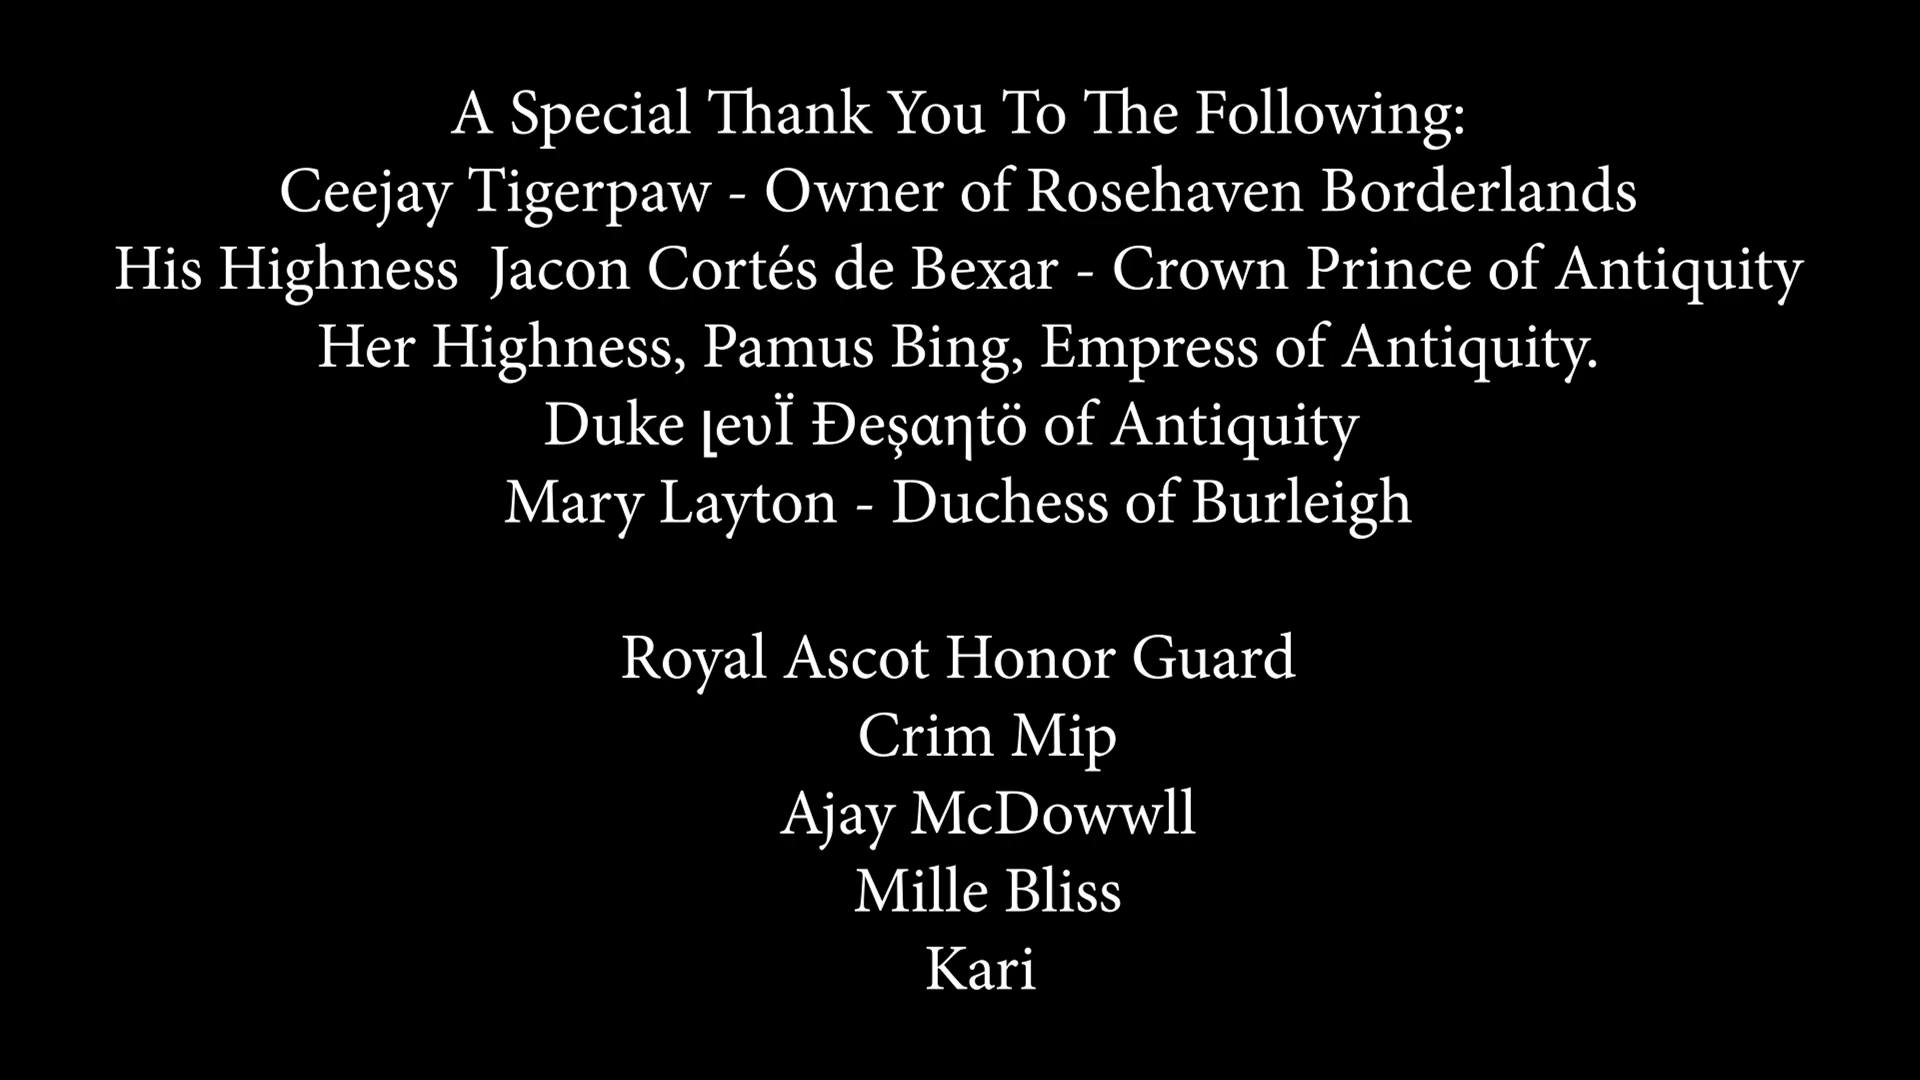 A Special Thank You To The Following:
Ceejay Tigerpaw - Owner of Rosehaven Borderlands
His Highness  Jacon Cortés de Bexar - Crown Prince of Antiquity
Her Highness, Pamus Bing, Empress of Antiquity.
Duke ɭeʋÏ Đeşαηtö of Antiquity
Mary Layton - Duchess of Burleigh
Royal Ascot Honor Guard
Crim Mip
Ajay McDowwll
Mille Bliss
Kari